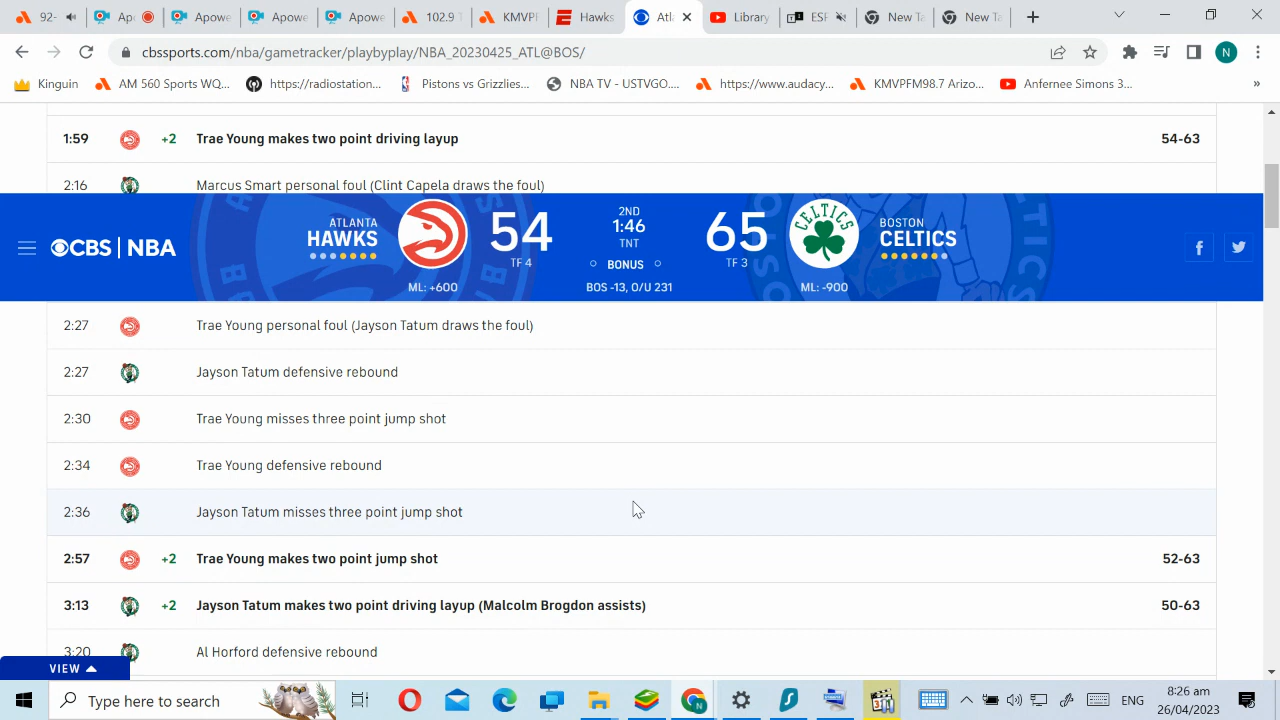 92-
Ap
Apowe
Apowe
Apowe
102.9
KMVPI
Hawks
Atl
Library
ESF
New Ta
New Ta
cbssports.com/nba/gametracker/playbyplay/NBA_20230425_ATL@BOS/
N
Kinguin
AM 560 Sports WQ...
https://radiostation...
Pistons vs Grizzlies...
NBA TV - USTVGO....
https://www.audacy...
KMVPFM98.7 Arizo...
Anfernee Simons 3...
»
1:59 +2 Trae Young makes two point driving layup 54-63
2:16 Marcus Smart personal foul (Clint Capela draws the foul)
CBS | NBA
ATLANTA
HAWKS
54
TF 4
ML: +600
2ND
1:46
TNT
BONUS
BOS -13, O/U 231
65
TF 3
CELTICS
ML: -900
BOSTON
CELTICS
2:27 Trae Young personal foul (Jayson Tatum draws the foul)
2:27 Jayson Tatum defensive rebound
2:30 Trae Young misses three point jump shot
2:34 Trae Young defensive rebound
2:36 Jayson Tatum misses three point jump shot
2:57 +2 Trae Young makes two point jump shot 52-63
3:13 +2 Jayson Tatum makes two point driving layup (Malcolm Brogdon assists) 50-63
3:20 Al Horford defensive rebound
VIEW
Type here to search
N
ENG
8:26 am
26/04/2023